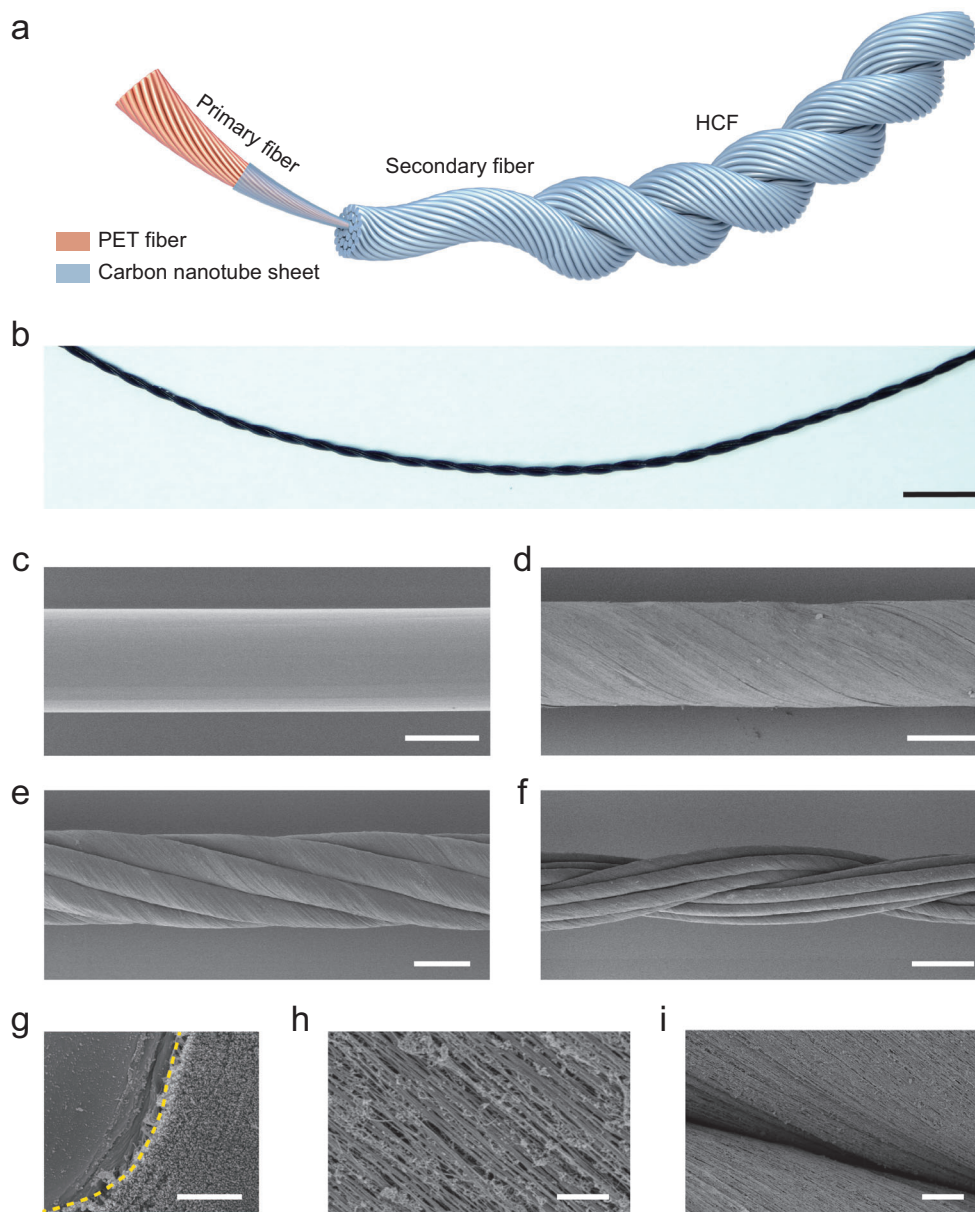 a
Primary fiber
Secondary fiber
HCF
PET fiber
Carbon nanotube sheet
b
c
d
e
f
g
h
i